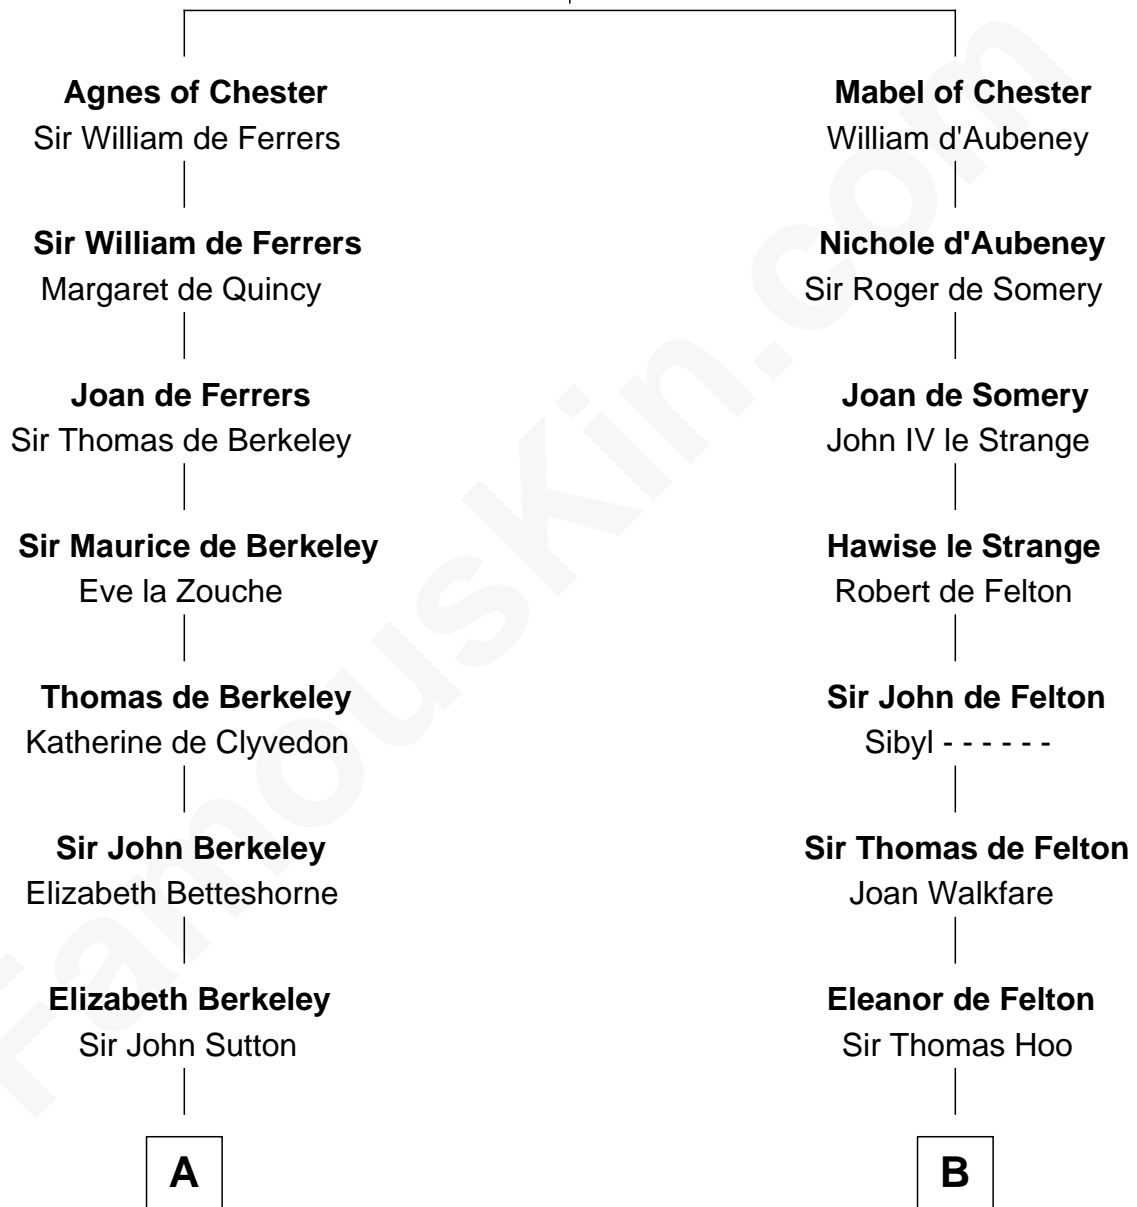 Agnes of Chester
Sir William de Ferrers
Sir William de Ferrers
Margaret de Quincy
Joan de Ferrers
Sir Thomas de Berkeley
Sir Maurice de Berkeley
Eve la Zouche
Thomas de Berkeley
Katherine de Clyvedon
Sir John Berkeley
Elizabeth Betteshorne
Elizabeth Berkeley
Sir John Sutton
A
Mabel of Chester
William d'Aubeney
Nichole d'Aubeney
Sir Roger de Somery
Joan de Somery
John IV le Strange
Hawise le Strange
Robert de Felton
Sir John de Felton
Sibyl - - - - - -
Sir Thomas de Felton
Joan Walkfare
Eleanor de Felton
Sir Thomas Hoo
B
FamousKin.com